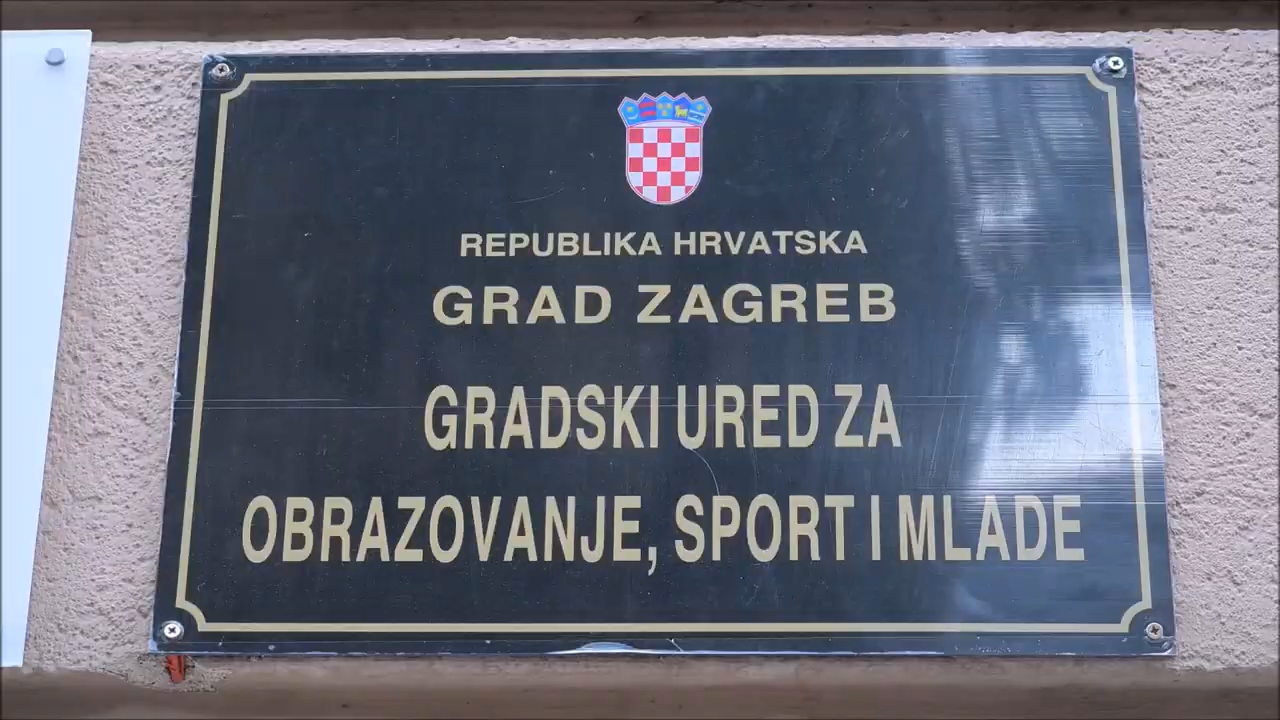 REPUBLIKA HRVATSKA
GRAD ZAGREB
GRADSKI URED ZA
OBRAZOVANJE, SPORT I MLADE